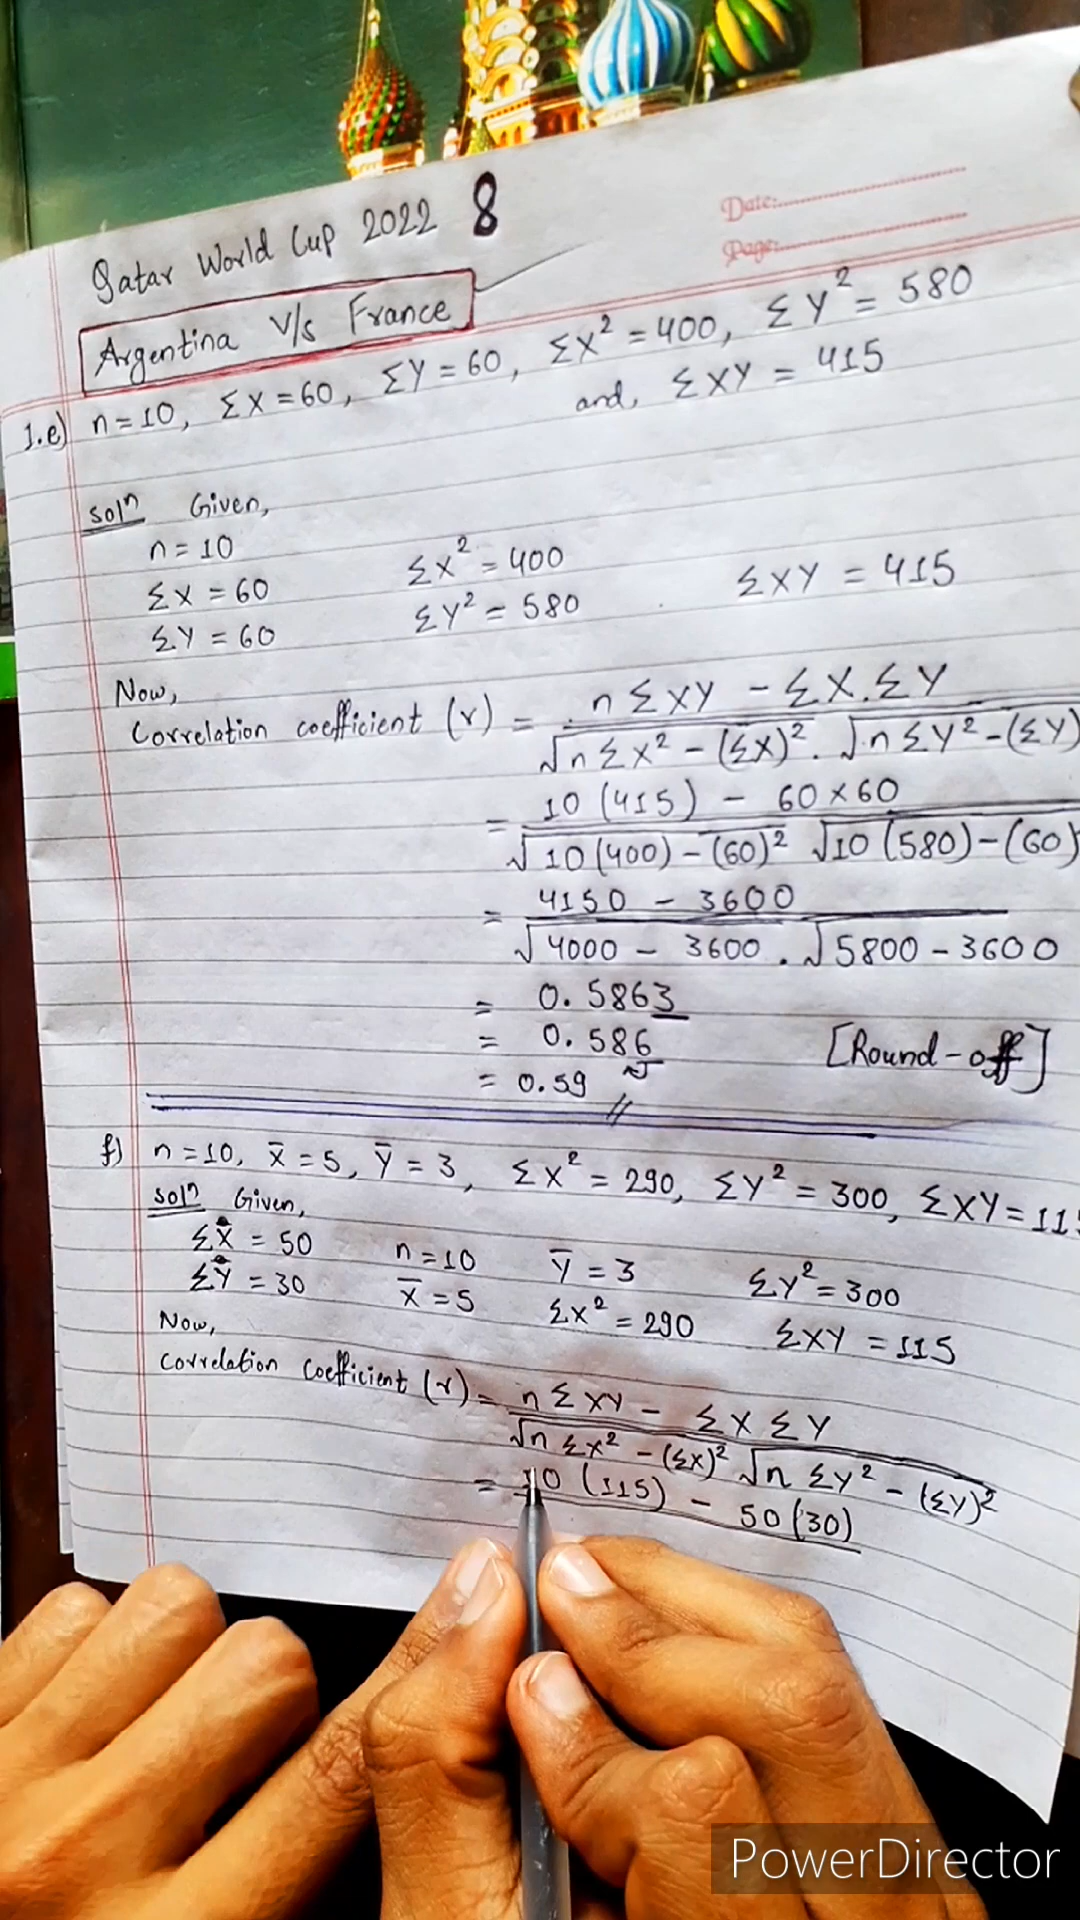 Date:
Page:
Qatar World Cup 2022 8
Argentina V/s France
1.e) n=10, ΣX=60, ΣY=60, ΣX²=400, ΣY²=580
and, ΣXY = 415
Solⁿ Given,
n=10
ΣX² = 400
ΣXY = 415
ΣX = 60
ΣY² = 580
ΣY = 60
Now,
Correlation coefficient (r) = nΣXY - ΣX.ΣY
√nΣX² - (ΣX)² . √nΣY² - (ΣY)
= 10 (415) - 60×60
√10(400) - (60)² √10(580) - (60)
= 4150 - 3600
√4000 - 3600 . √5800 - 3600
= 0.5863
= 0.586 [Round-off]
= 0.59
f) n=10, x̄=5, ȳ=3, ΣX²=290, ΣY²=300, ΣXY=115
Solⁿ Given,
ΣX = 50 n=10 ȳ=3 ΣY²=300
ΣY = 30 x̄=5 ΣX²=290 ΣXY = 115
Now,
Correlation coefficient (r) = nΣXY - ΣXΣY
√nΣX² - (ΣX)² √nΣY² - (ΣY)²
= 10 (115) - 50(30)
PowerDirector